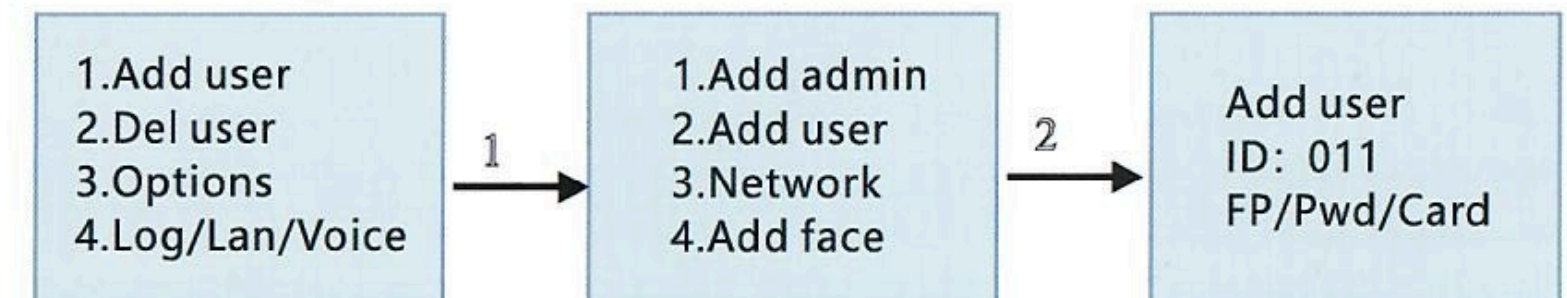 1.Add user
2.Del user
3.Options
4.Log/Lan/Voice
1
1.Add admin
2.Add user
3.Network
4.Add face
2
Add user
ID: 011
FP/Pwd/Card